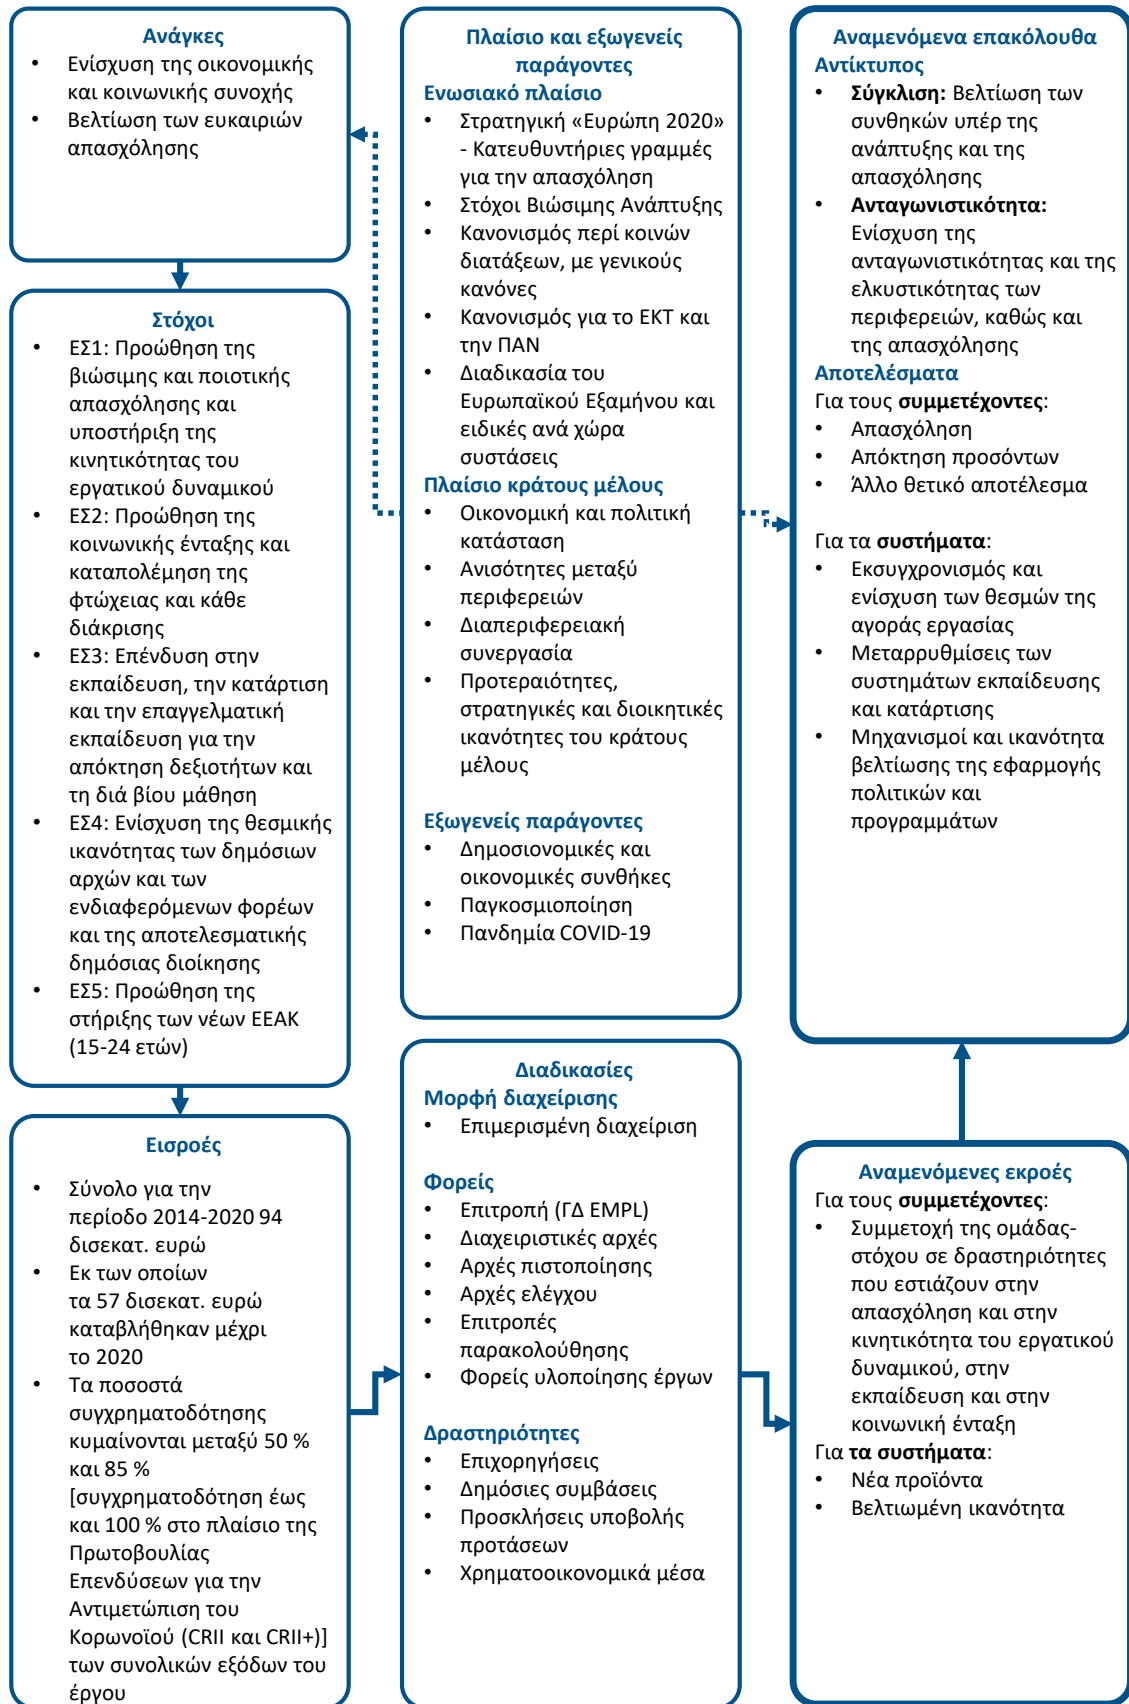 Ανάγκες
• Ενίσχυση της οικονομικής
και κοινωνικής συνοχής
• Βελτίωση των ευκαιριών
απασχόλησης
Στόχοι
• ΕΣ1: Προώθηση της
βιώσιμης και ποιοτικής
απασχόλησης και
υποστήριξη της
κινητικότητας του
εργατικού δυναμικού
• ΕΣ2: Προώθηση της
κοινωνικής ένταξης και
καταπολέμηση της
φτώχειας και κάθε
διάκρισης
• ΕΣ3: Επένδυση στην
εκπαίδευση, την κατάρτιση
και την επαγγελματική
εκπαίδευση για την
απόκτηση δεξιοτήτων και
τη διά βίου μάθηση
• ΕΣ4: Ενίσχυση της θεσμικής
ικανότητας των δημόσιων
αρχών και των
ενδιαφερόμενων φορέων
και της αποτελεσματικής
δημόσιας διοίκησης
• ΕΣ5: Προώθηση της
στήριξης των νέων ΕΕΑΚ
(15-24 ετών)
Εισροές
• Σύνολο για την
περίοδο 2014-2020 94
δισεκατ. ευρώ
• Εκ των οποίων
τα 57 δισεκατ. ευρώ
καταβλήθηκαν μέχρι
το 2020
• Τα ποσοστά
συγχρηματοδότησης
κυμαίνονται μεταξύ 50 %
και 85 %
[συγχρηματοδότηση έως
και 100 % στο πλαίσιο της
Πρωτοβουλίας
Επενδύσεων για την
Αντιμετώπιση του
Κορωνοϊού (CRII και CRII+)]
των συνολικών εξόδων του
έργου
Πλαίσιο και εξωγενείς
παράγοντες
Ενωσιακό πλαίσιο
• Στρατηγική «Ευρώπη 2020»
- Κατευθυντήριες γραμμές
για την απασχόληση
• Στόχοι Βιώσιμης Ανάπτυξης
• Κανονισμός περί κοινών
διατάξεων, με γενικούς
κανόνες
• Κανονισμός για το ΕΚΤ και
την ΠΑΝ
• Διαδικασία του
Ευρωπαϊκού Εξαμήνου και
ειδικές ανά χώρα
συστάσεις
Πλαίσιο κράτους μέλους
• Οικονομική και πολιτική
κατάσταση
• Ανισότητες μεταξύ
περιφερειών
• Διαπεριφερειακή
συνεργασία
• Προτεραιότητες,
στρατηγικές και διοικητικές
ικανότητες του κράτους
μέλους
Εξωγενείς παράγοντες
• Δημοσιονομικές και
οικονομικές συνθήκες
• Παγκοσμιοποίηση
• Πανδημία COVID-19
Διαδικασίες
Μορφή διαχείρισης
• Επιμερισμένη διαχείριση
Φορείς
• Επιτροπή (ΓΔ EMPL)
• Διαχειριστικές αρχές
• Αρχές πιστοποίησης
• Αρχές ελέγχου
• Επιτροπές
παρακολούθησης
• Φορείς υλοποίησης έργων
Δραστηριότητες
• Επιχορηγήσεις
• Δημόσιες συμβάσεις
• Προσκλήσεις υποβολής
προτάσεων
• Χρηματοοικονομικά μέσα
Αναμενόμενα επακόλουθα
Αντίκτυπος
• Σύγκλιση: Βελτίωση των
συνθηκών υπέρ της
ανάπτυξης και της
απασχόλησης
• Ανταγωνιστικότητα:
Ενίσχυση της
ανταγωνιστικότητας και της
ελκυστικότητας των
περιφερειών, καθώς και
της απασχόλησης
Αποτελέσματα
Για τους συμμετέχοντες:
• Απασχόληση
• Απόκτηση προσόντων
• Άλλο θετικό αποτέλεσμα
Για τα συστήματα:
• Εκσυγχρονισμός και
ενίσχυση των θεσμών της
αγοράς εργασίας
• Μεταρρυθμίσεις των
συστημάτων εκπαίδευσης
και κατάρτισης
• Μηχανισμοί και ικανότητα
βελτίωσης της εφαρμογής
πολιτικών και
προγραμμάτων
Αναμενόμενες εκροές
Για τους συμμετέχοντες:
• Συμμετοχή της ομάδας-
στόχου σε δραστηριότητες
που εστιάζουν στην
απασχόληση και στην
κινητικότητα του εργατικού
δυναμικού, στην
εκπαίδευση και στην
κοινωνική ένταξη
Για τα συστήματα:
• Νέα προϊόντα
• Βελτιωμένη ικανότητα